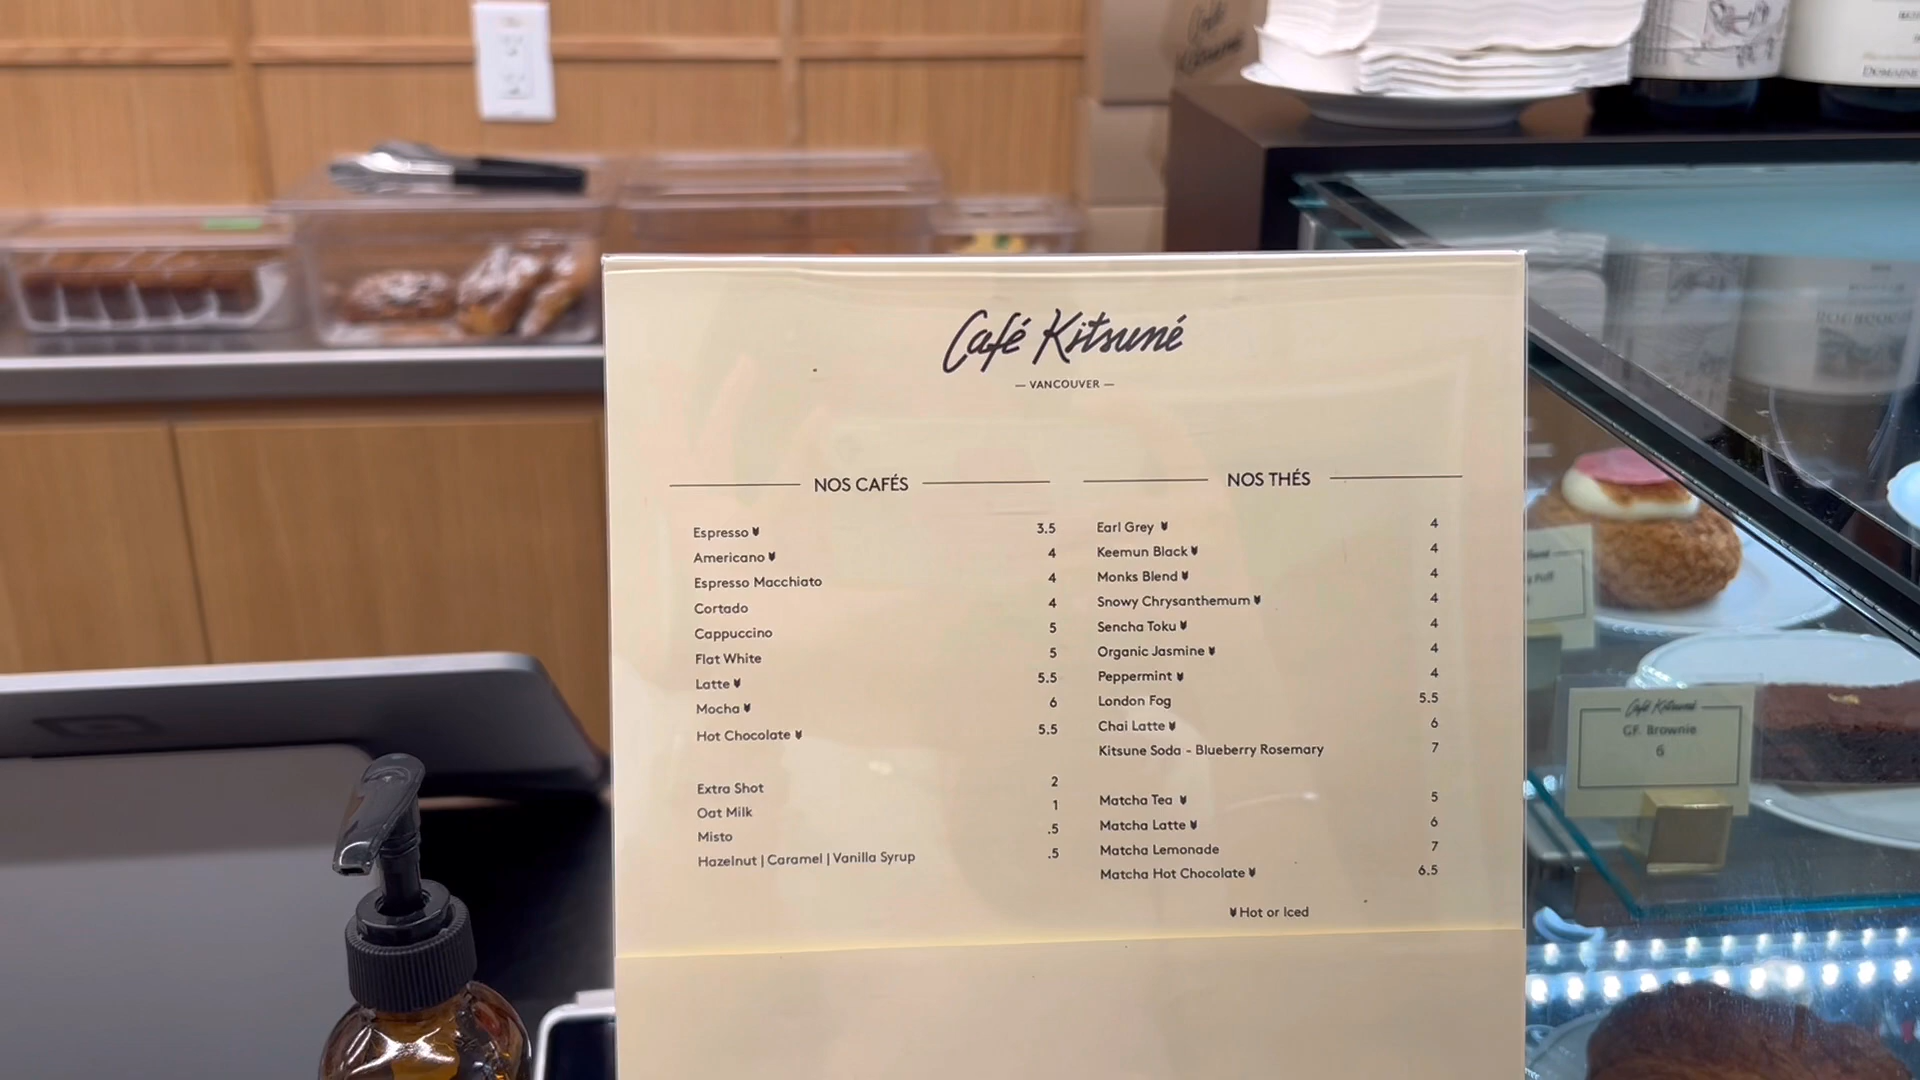 Café Kitsuné
— VANCOUVER —
NOS CAFÉS
Espresso 3.5
Americano 4
Espresso Macchiato 4
Cortado 4
Cappuccino 5
Flat White 5
Latte 5.5
Mocha 6
Hot Chocolate 5.5
Extra Shot 2
Oat Milk 1
Misto .5
Hazelnut | Caramel | Vanilla Syrup .5
NOS THÉS
Earl Grey 4
Keemun Black 4
Monks Blend 4
Snowy Chrysanthemum 4
Sencha Toku 4
Organic Jasmine 4
Peppermint 4
London Fog 5.5
Chai Latte 6
Kitsune Soda - Blueberry Rosemary 7
Matcha Tea 5
Matcha Latte 6
Matcha Lemonade 7
Matcha Hot Chocolate 6.5
Hot or Iced
Café Kitsuné
GF. Brownie
6
Café Kitsuné
Puff